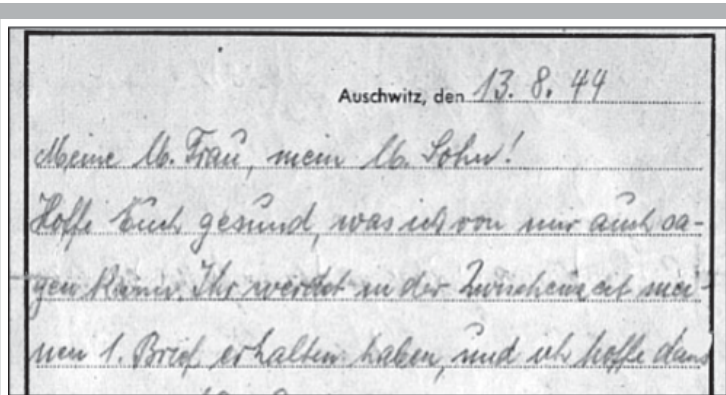 Auschwitz, den 13. 8. 44
Meine lb. Frau, mein lb. Sohn!
Hoffe Euch gesund, was ich von mir auch sa-
gen kann. Ihr werdet in der Zwischenzeit mei-
nen 1. Brief erhalten haben, und ich hoffe dass